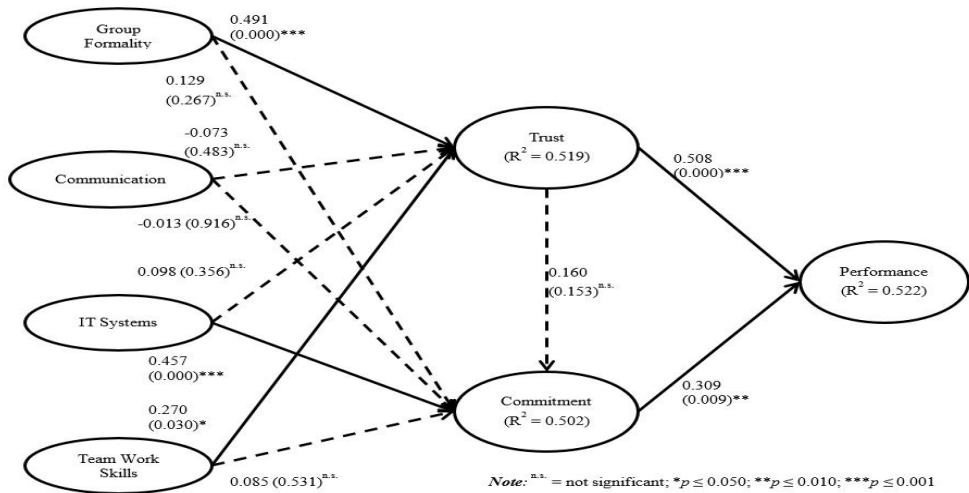 0.491
(0.000)***
Group
Formality
0.129
(0.267)ⁿ·ˢ·
-0.073
(0.483)ⁿ·ˢ·
Trust
(R² = 0.519)
0.508
(0.000)***
Communication
-0.013 (0.916)ⁿ·ˢ·
0.098 (0.356)ⁿ·ˢ·
0.160
(0.153)ⁿ·ˢ·
Performance
(R² = 0.522)
IT Systems
0.457
(0.000)***
0.309
(0.009)**
Commitment
(R² = 0.502)
0.270
(0.030)*
Team Work
Skills
0.085 (0.531)ⁿ·ˢ·
Note: ⁿ·ˢ· = not significant; *p ≤ 0.050; **p ≤ 0.010; ***p ≤ 0.001